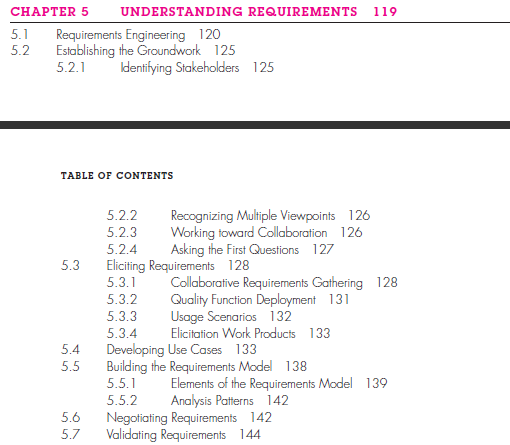 CHAPTER 5 UNDERSTANDING REQUIREMENTS 119
5.1 Requirements Engineering 120
5.2 Establishing the Groundwork 125
5.2.1 Identifying Stakeholders 125
TABLE OF CONTENTS
5.2.2 Recognizing Multiple Viewpoints 126
5.2.3 Working toward Collaboration 126
5.2.4 Asking the First Questions 127
5.3 Eliciting Requirements 128
5.3.1 Collaborative Requirements Gathering 128
5.3.2 Quality Function Deployment 131
5.3.3 Usage Scenarios 132
5.3.4 Elicitation Work Products 133
5.4 Developing Use Cases 133
5.5 Building the Requirements Model 138
5.5.1 Elements of the Requirements Model 139
5.5.2 Analysis Patterns 142
5.6 Negotiating Requirements 142
5.7 Validating Requirements 144